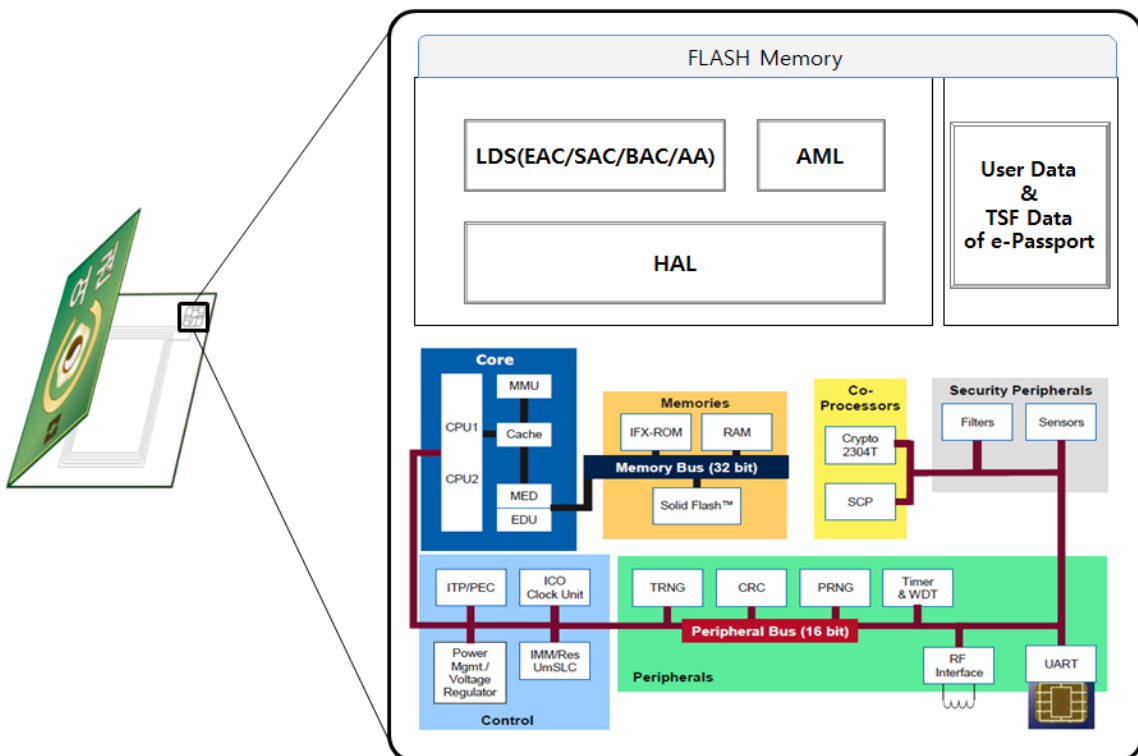 FLASH Memory
LDS(EAC/SAC/BAC/AA)
AML
HAL
User Data
&
TSF Data
of e-Passport
Core
MMU
CPU1
Cache
CPU2
MED
EDU
Memories
IFX-ROM
RAM
Memory Bus (32 bit)
Solid Flash™
Co-
Processors
Crypto
2304T
SCP
Security Peripherals
Filters
Sensors
ITP/PEC
ICO
Clock Unit
Power
Mgmt./
Voltage
Regulator
IMM/Res
UmSLC
Control
TRNG
CRC
PRNG
Timer
& WDT
Peripheral Bus (16 bit)
RF
Interface
UART
Peripherals